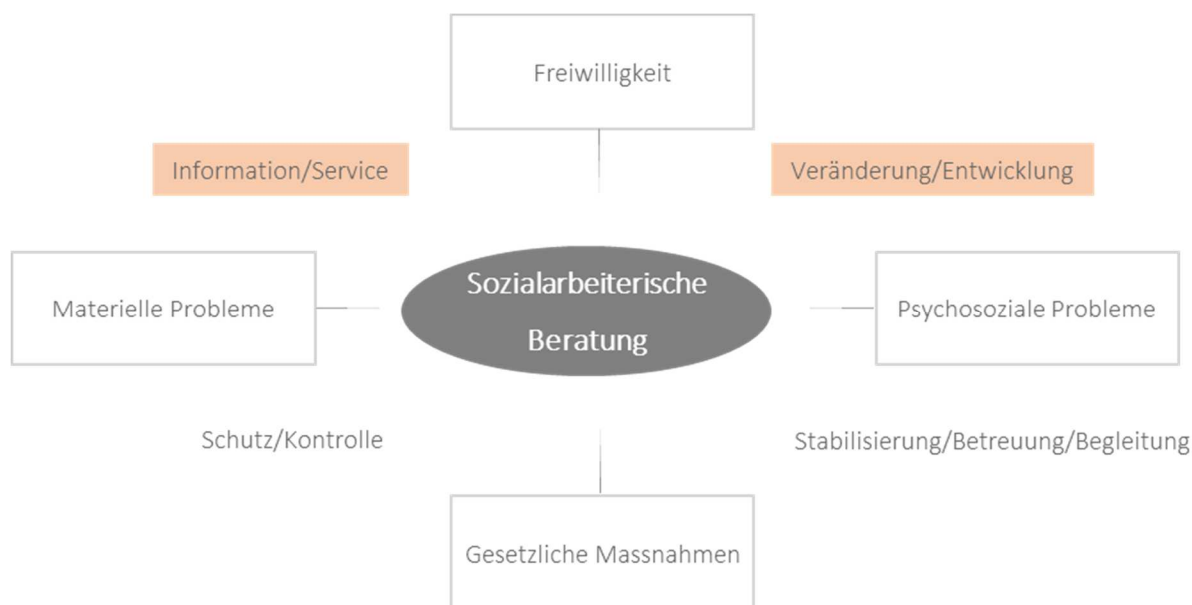 Freiwilligkeit
Information/Service
Veränderung/Entwicklung
Materielle Probleme
Sozialarbeiterische
Beratung
Psychosoziale Probleme
Schutz/Kontrolle
Stabilisierung/Betreuung/Begleitung
Gesetzliche Massnahmen